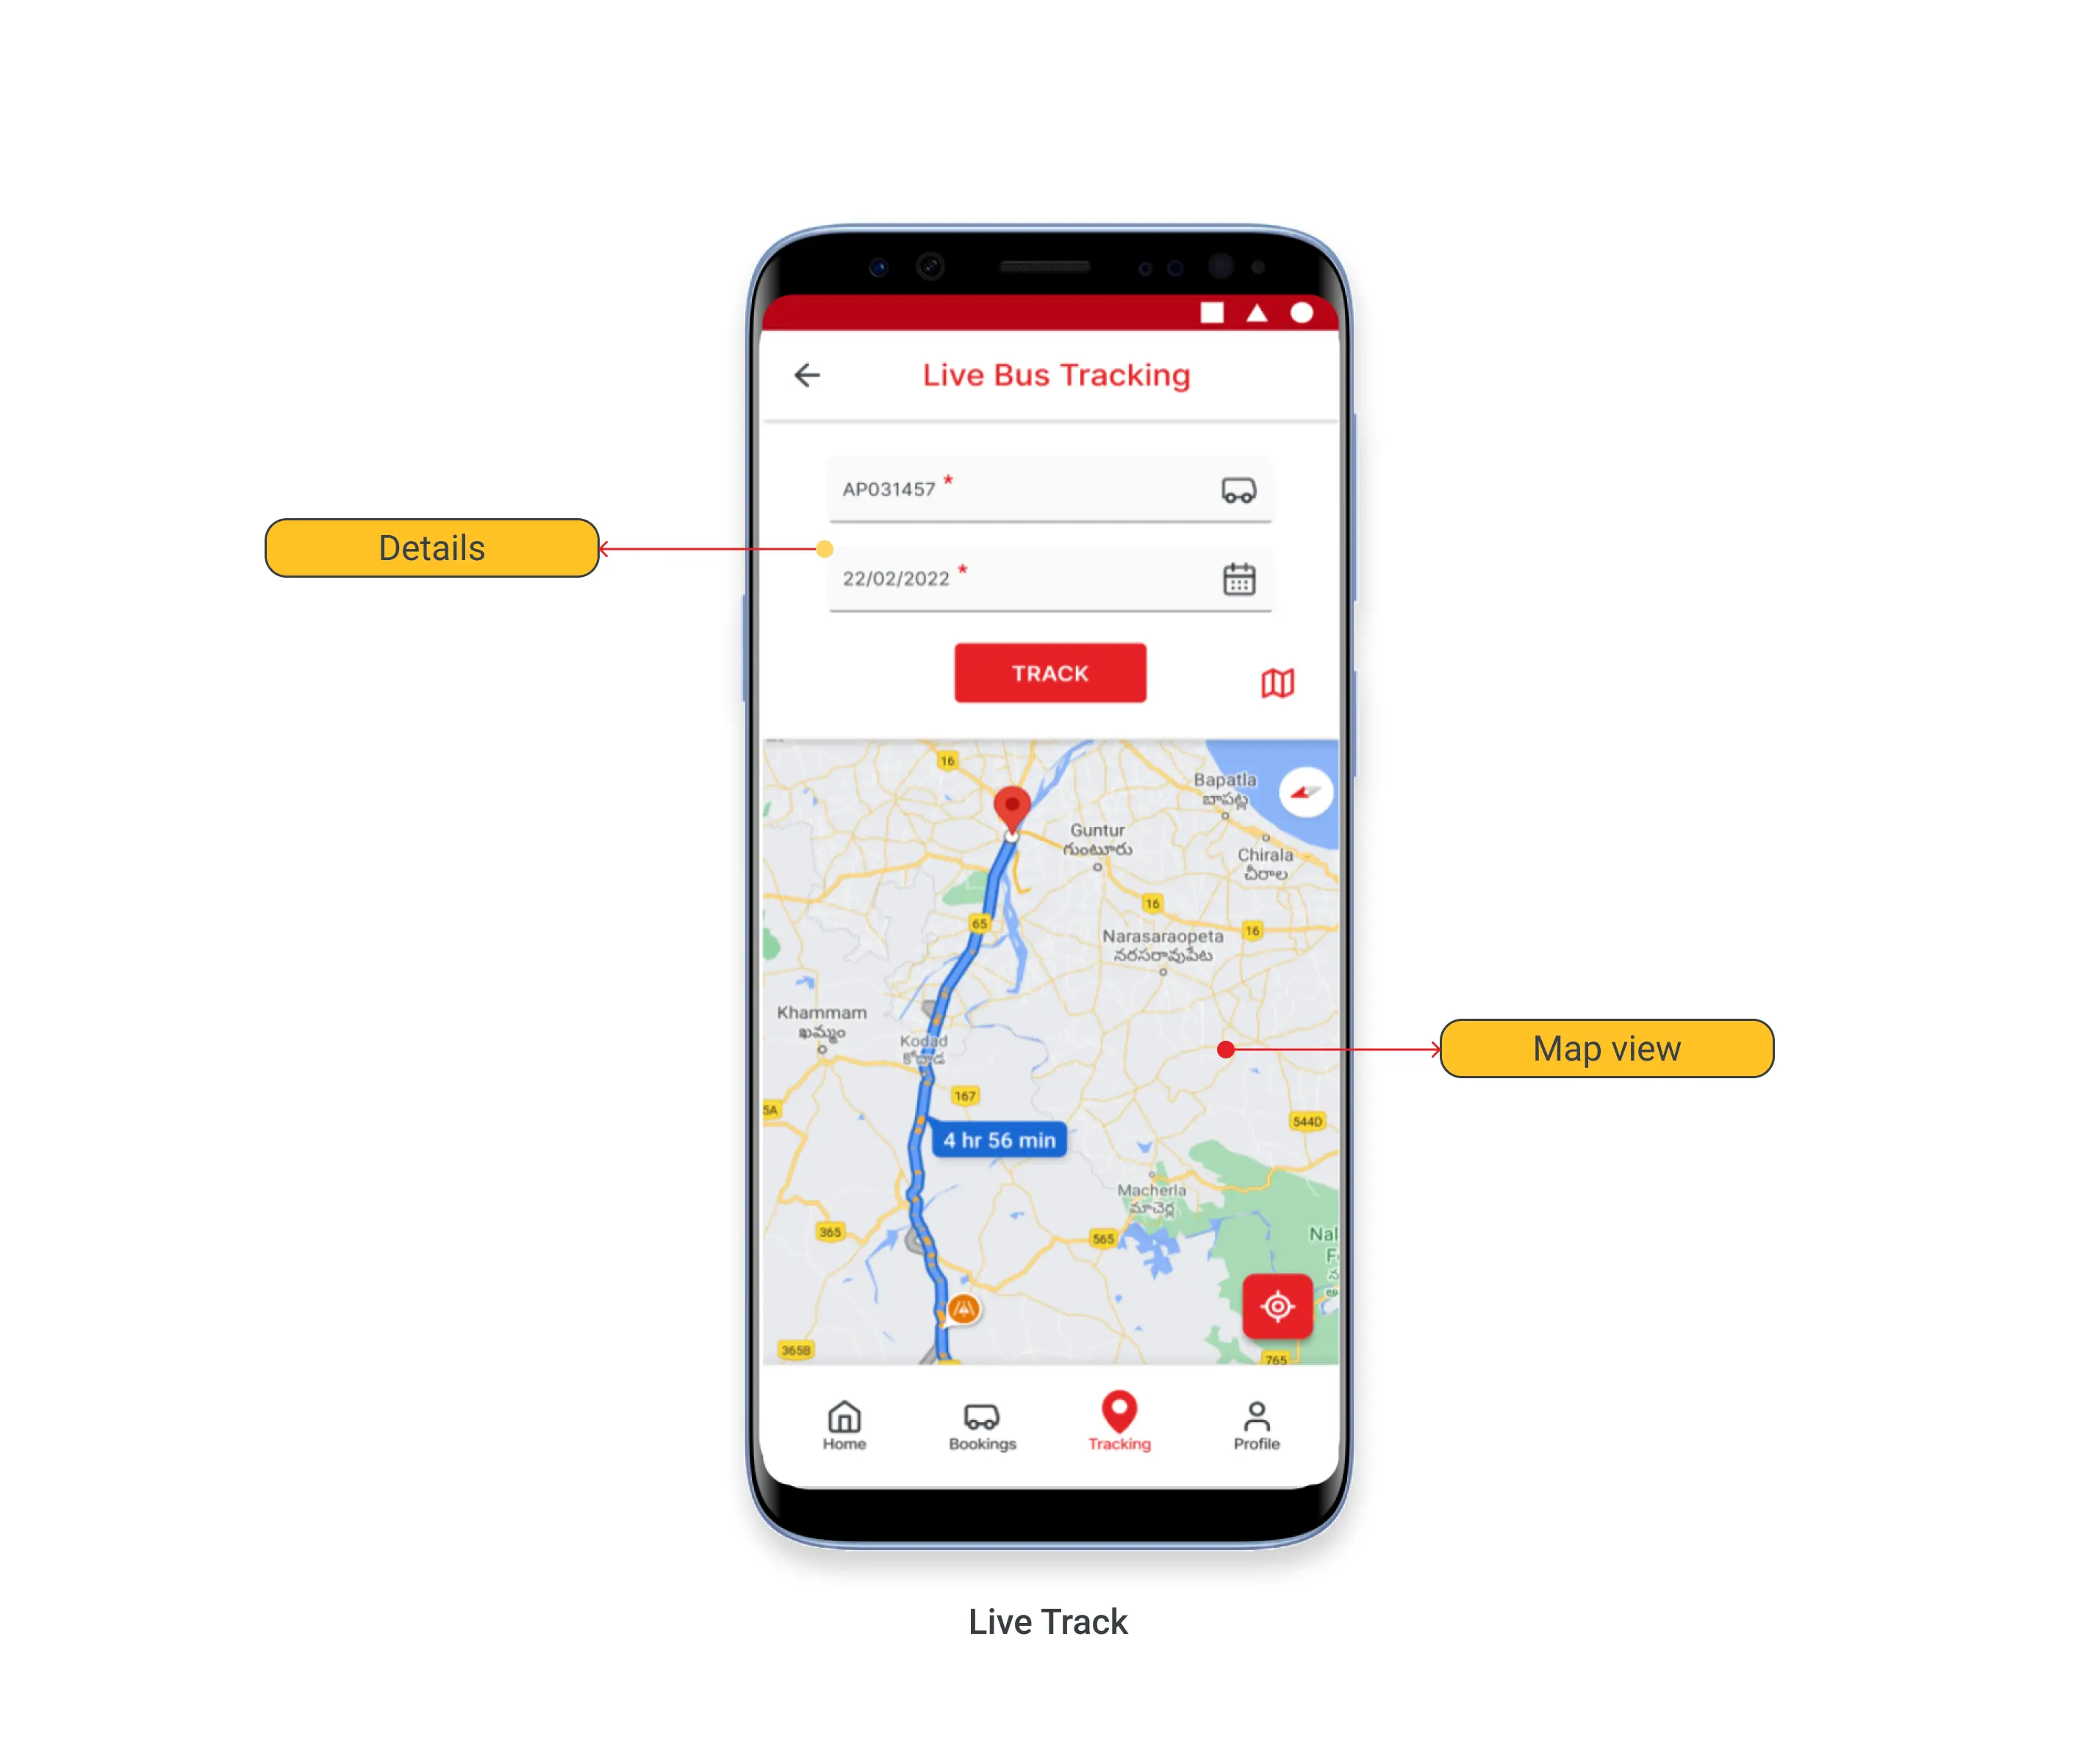 Live Bus Tracking
AP031457 *
Details
22/02/2022 *
TRACK
16
Bapatla
బాపట్ల
Guntur
గుంటూరు
Chirala
చీరాల
16
65
16
Narasaraopeta
నరసరావుపేట
Khammam
ఖమ్మం
Kodad
కోదాడ
Map view
167
5A
544D
4 hr 56 min
Macherla
మాచెర్ల
365
565
Nal
F
365B
765
Home
Bookings
Tracking
Profile
Live Track